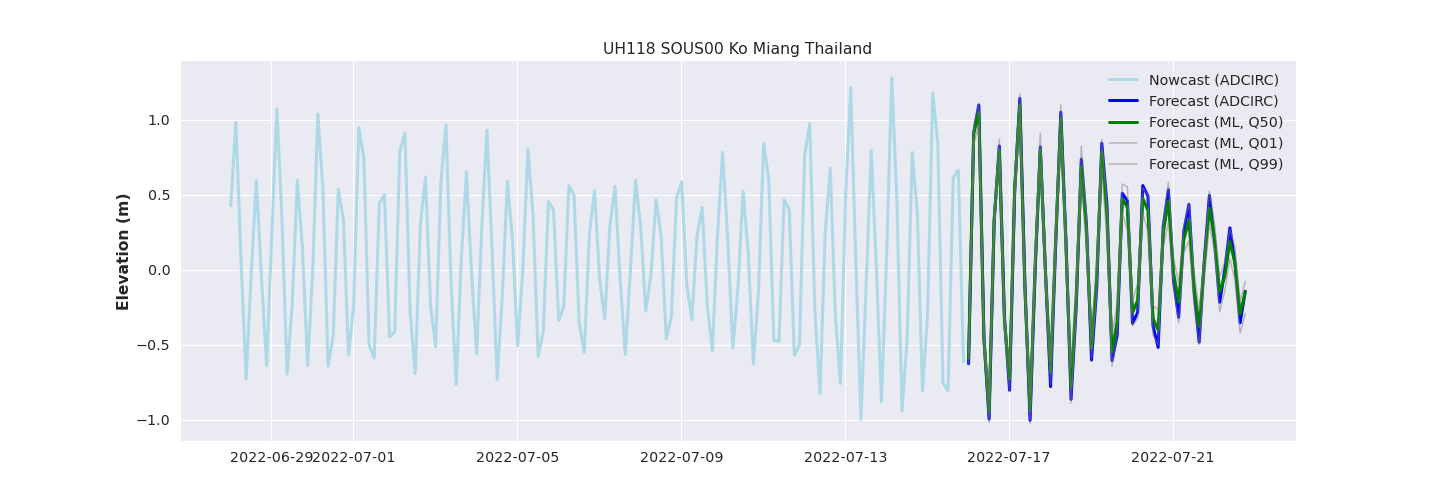 UH118 SOUS00 Ko Miang Thailand
Nowcast (ADCIRC)
Forecast (ADCIRC)
Forecast (ML, Q50)
Forecast (ML, Q01)
Forecast (ML, Q99)
Elevation (m)
1.0
0.5
0.0
−0.5
−1.0
2022-06-29
2022-07-01
2022-07-05
2022-07-09
2022-07-13
2022-07-17
2022-07-21